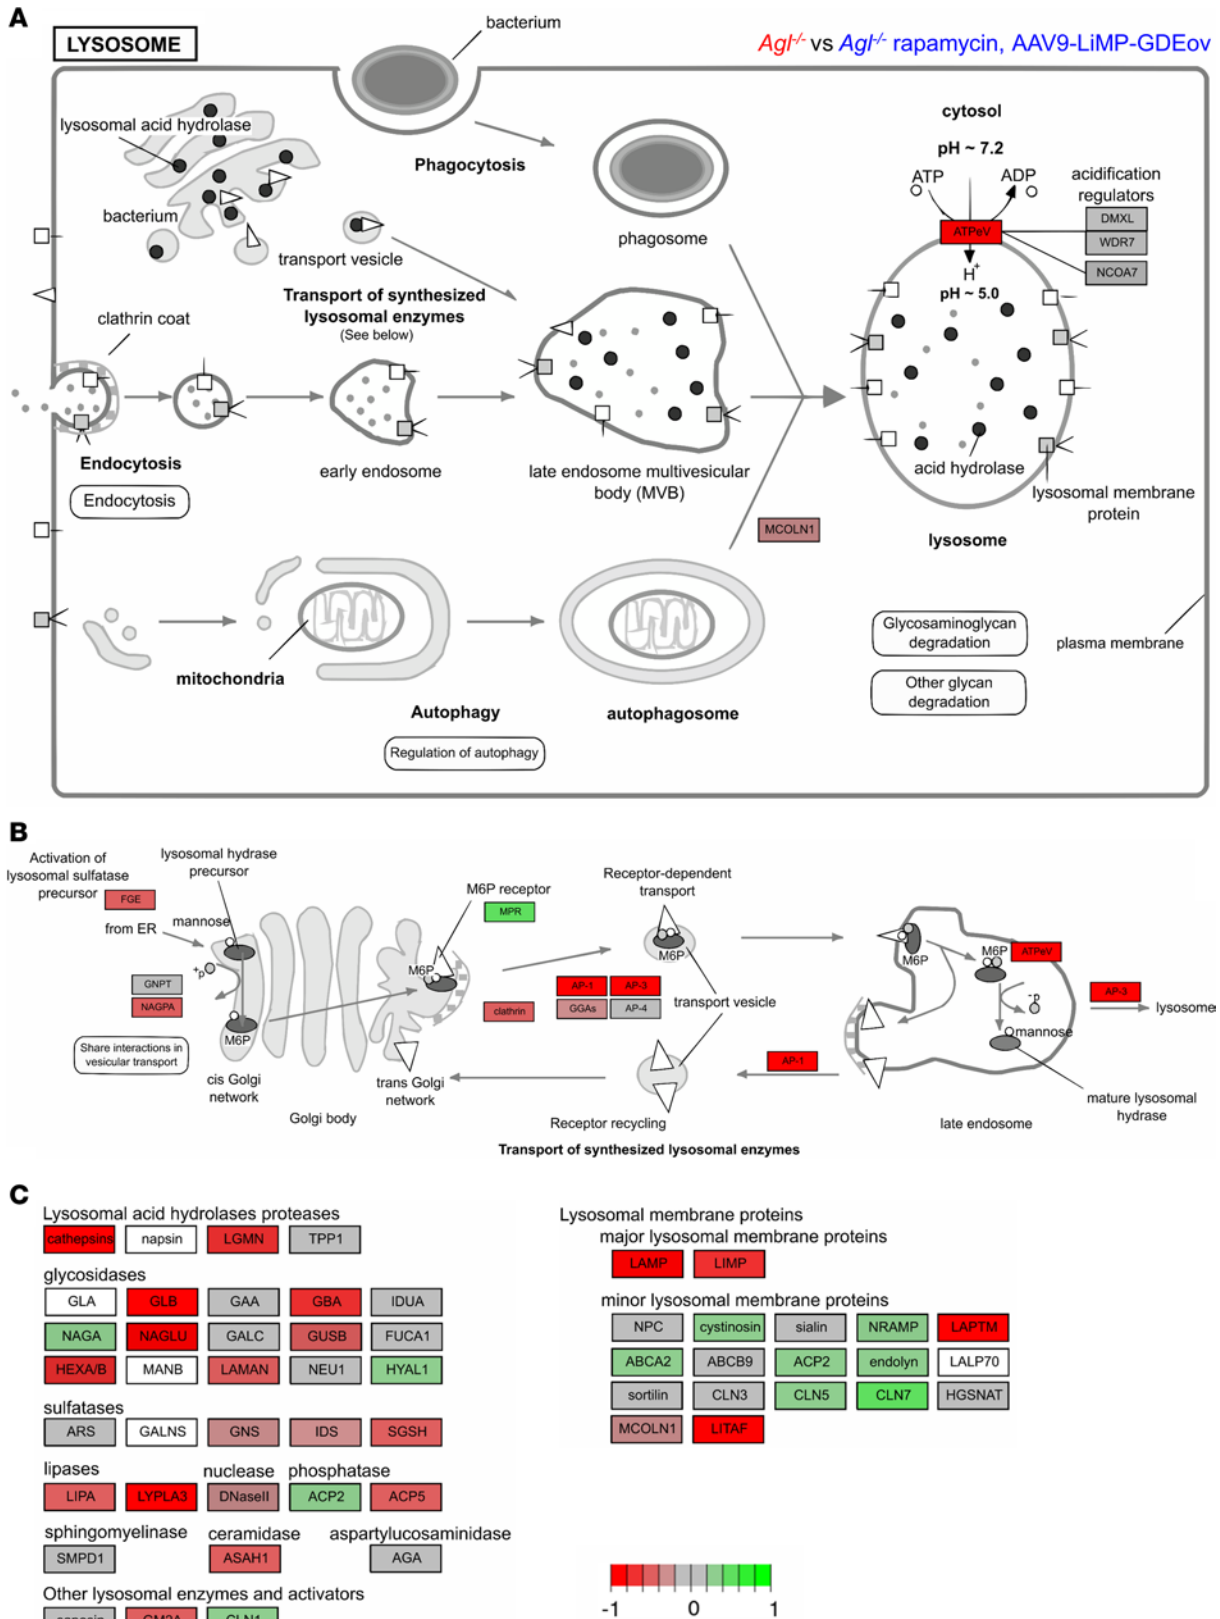 A
LYSOSOME
bacterium
Agl-/- vs Agl-/- rapamycin, AAV9-LiMP-GDEov
lysosomal acid hydrolase
Phagocytosis
bacterium
transport vesicle
phagosome
cytosol
pH ~ 7.2
ATP
ADP
acidification
regulators
DMXL
WDR7
NCOA7
ATPeV
H+
pH ~ 5.0
Transport of synthesized
lysosomal enzymes
(See below)
clathrin coat
Endocytosis
Endocytosis
early endosome
late endosome multivesicular
body (MVB)
acid hydrolase
lysosomal membrane
protein
MCOLN1
lysosome
mitochondria
Autophagy
Regulation of autophagy
autophagosome
Glycosaminoglycan
degradation
Other glycan
degradation
plasma membrane
B
Activation of
lysosomal sulfatase
precursor
FGE
from ER
lysosomal hydrase
precursor
mannose
+p
GNPT
NAGPA
M6P
Share interactions in
vesicular transport
cis Golgi
network
Golgi body
trans Golgi
network
M6P receptor
MPR
M6P
clathrin
AP-1
AP-3
GGAs
AP-4
Receptor-dependent
transport
M6P
transport vesicle
Receptor recycling
AP-1
M6P
M6P
ATPeV
-p
mannose
AP-3
lysosome
mature lysosomal
hydrase
late endosome
Transport of synthesized lysosomal enzymes
C
Lysosomal acid hydrolases proteases
cathepsins napsin LGMN TPP1
glycosidases
GLA GLB GAA GBA IDUA
NAGA NAGLU GALC GUSB FUCA1
HEXA/B MANB LAMAN NEU1 HYAL1
sulfatases
ARS GALNS GNS IDS SGSH
lipases nuclease phosphatase
LIPA LYPLA3 DNaseII ACP2 ACP5
sphingomyelinase ceramidase aspartylucosaminidase
SMPD1 ASAH1 AGA
Other lysosomal enzymes and activators
GM2A CLN1
Lysosomal membrane proteins
major lysosomal membrane proteins
LAMP LIMP
minor lysosomal membrane proteins
NPC cystinosin sialin NRAMP LAPTM
ABCA2 ABCB9 ACP2 endolyn LALP70
sortilin CLN3 CLN5 CLN7 HGSNAT
MCOLN1 LITAF
-1 0 1